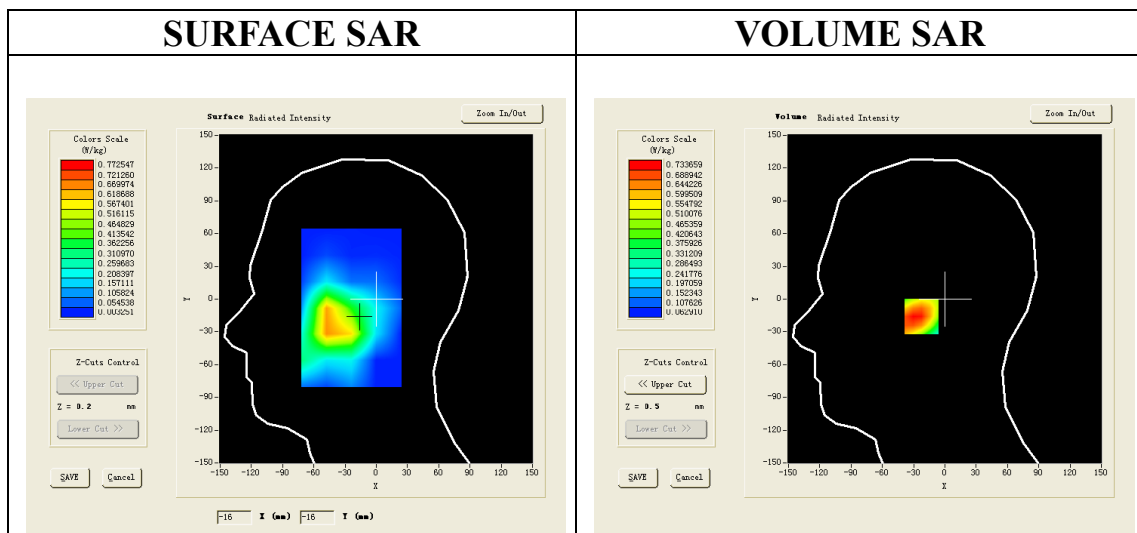 SURFACE SAR
VOLUME SAR
Surface Radiated Intensity
Zoom In/Out
Colors Scale
(W/kg)
0.772547
0.721260
0.669974
0.618688
0.567401
0.516115
0.464829
0.413542
0.362256
0.310970
0.259683
0.208397
0.157111
0.105824
0.054538
0.003251
150
120
90
60
30
0
-30
-60
-90
-120
-150
Y
-150 -120 -90 -60 -30 0 30 60 90 120 150
X
Z-Cuts Control
<< Upper Cut
Z = 0.2 mm
Lower Cut >>
SAVE Cancel
-16 X (mm) -16 Y (mm)
Volume Radiated Intensity
Zoom In/Out
Colors Scale
(W/kg)
0.733659
0.688942
0.644226
0.599509
0.554792
0.510076
0.465359
0.420643
0.375926
0.331209
0.286493
0.241776
0.197059
0.152343
0.107626
0.062910
150
120
90
60
30
0
-30
-60
-90
-120
-150
Y
-150 -120 -90 -60 -30 0 30 60 90 120 150
X
Z-Cuts Control
<< Upper Cut
Z = 0.5 mm
Lower Cut >>
SAVE Cancel